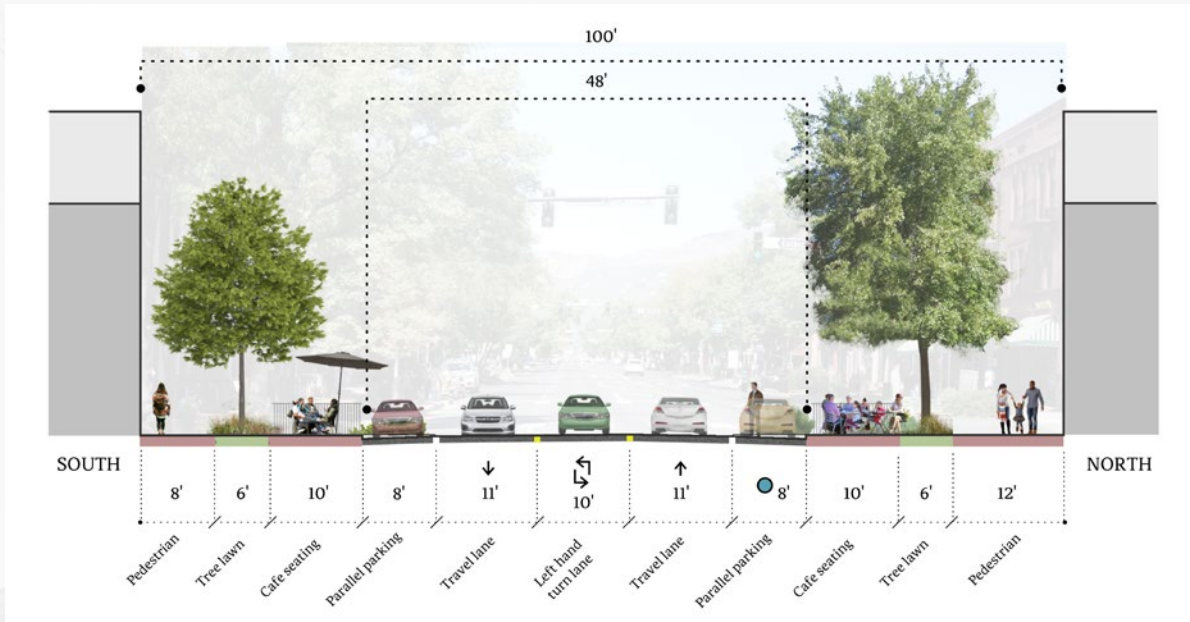 100'
48'
SOUTH
NORTH
8'
6'
10'
8'
11'
10'
11'
8'
10'
6'
12'
Pedestrian
Tree lawn
Cafe seating
Parallel parking
Travel lane
Left hand
turn lane
Travel lane
Parallel parking
Cafe seating
Tree lawn
Pedestrian